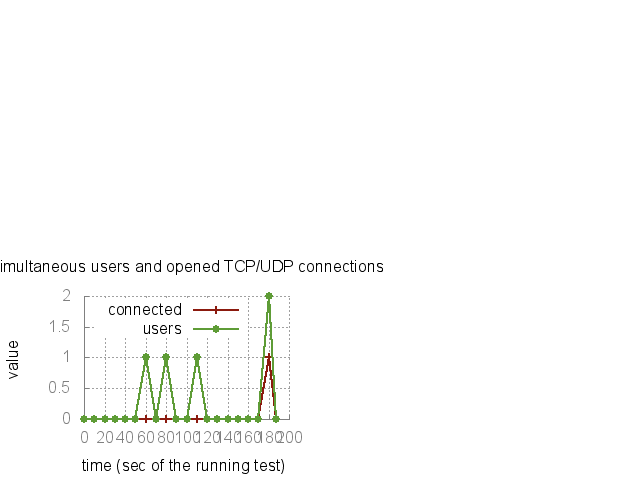 imultaneous users and opened TCP/UDP connections
2
connected
users
1.5
1
0.5
0
value
0 20 40 60 80 100 120 140 160 180 200
time (sec of the running test)